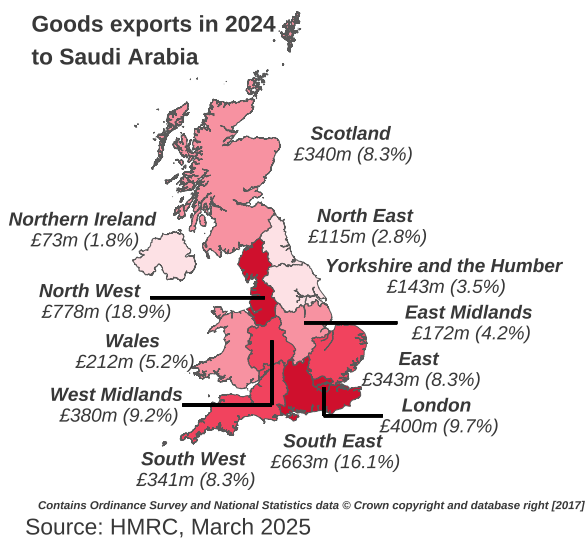 Goods exports in 2024
to Saudi Arabia
Scotland
£340m (8.3%)
Northern Ireland
£73m (1.8%)
North East
£115m (2.8%)
Yorkshire and the Humber
£143m (3.5%)
North West
£778m (18.9%)
East Midlands
£172m (4.2%)
Wales
£212m (5.2%)
East
£343m (8.3%)
West Midlands
£380m (9.2%)
London
£400m (9.7%)
South East
£663m (16.1%)
South West
£341m (8.3%)
Contains Ordinance Survey and National Statistics data © Crown copyright and database right [2017]
Source: HMRC, March 2025